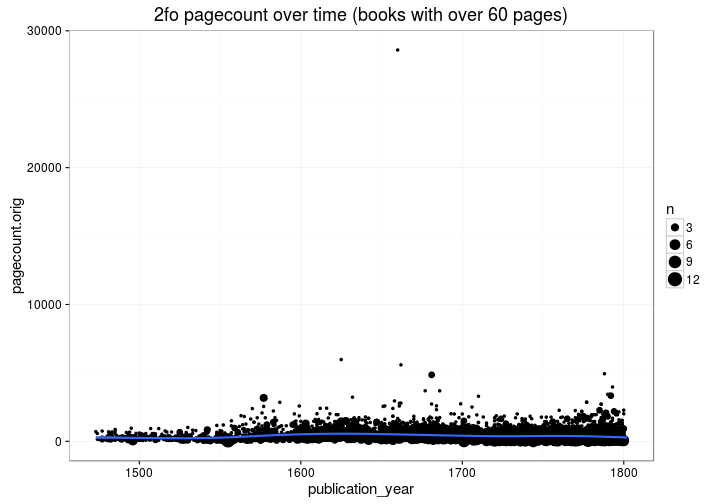 2fo pagecount over time (books with over 60 pages)
30000
20000
10000
0
pagecount.orig
1500 1600 1700 1800
publication_year
n
3
6
9
12